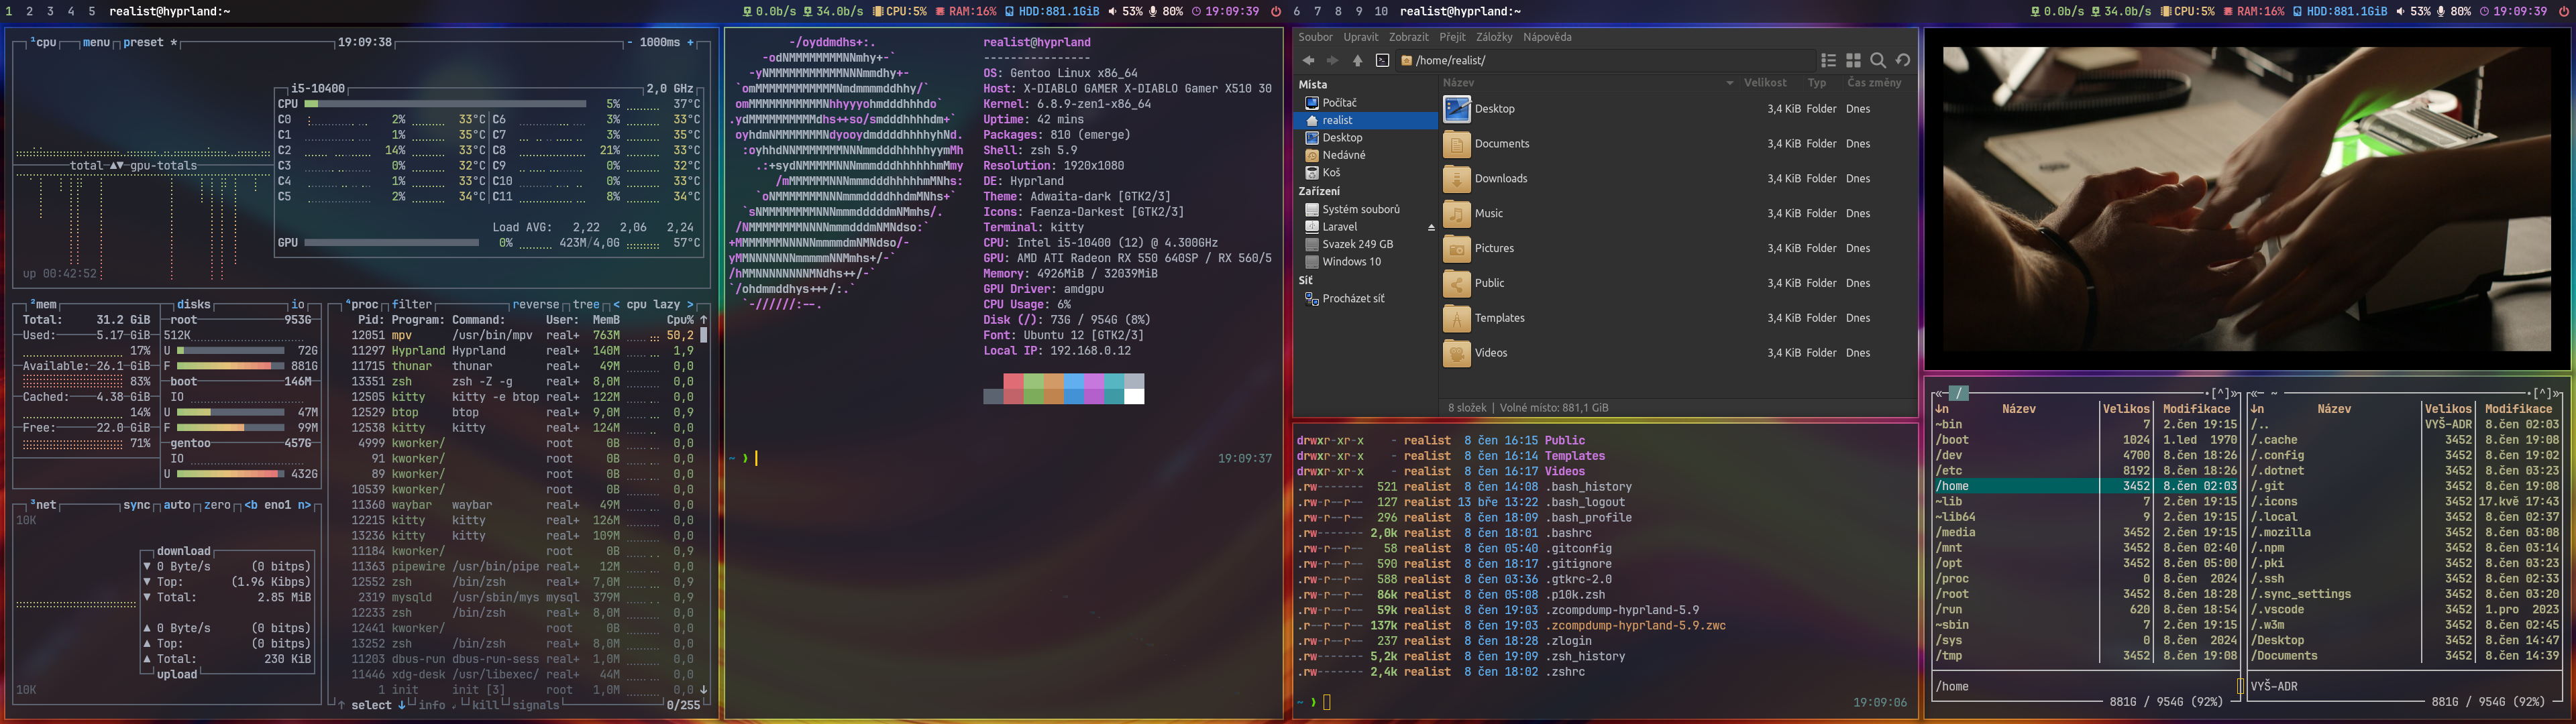 1 2 3 4 5 realist@hyprland:~
0.0b/s 34.0b/s CPU:5% RAM:16% HDD:881.1GiB 53% 80% 19:09:39
6 7 8 9 10 realist@hyprland:~
0.0b/s 34.0b/s CPU:5% RAM:16% HDD:881.1GiB 53% 80% 19:09:39
¹cpu menu preset * 19:09:38 - 1000ms +
i5-10400 2,0 GHz
CPU 5% 37°C
C0 2% 33°C C6 3% 33°C
C1 1% 35°C C7 3% 35°C
C2 14% 33°C C8 21% 33°C
C3 0% 32°C C9 0% 32°C
C4 1% 33°C C10 0% 33°C
C5 2% 34°C C11 8% 34°C
total ▲▼ gpu-totals
Load AVG: 2,22 2,06 2,24
GPU 0% 423M/4,0G 57°C
up 00:42:52
²mem disks io
Total: 31.2 GiB
Used: 5.17 GiB
17%
Available: 26.1 GiB
83%
Cached: 4.38 GiB
14%
Free: 22.0 GiB
71%
root 953G
512K
U 72G
F 881G
boot 146M
IO
U 47M
F 99M
gentoo 457G
IO
U 432G
³net sync auto zero <b eno1 n>
10K
download
▼ 0 Byte/s (0 bitps)
▼ Top: (1.96 Kibps)
▼ Total: 2.85 MiB
▲ 0 Byte/s (0 bitps)
▲ Top: (0 bitps)
▲ Total: 230 KiB
upload
10K
⁴proc filter reverse tree < cpu lazy >
Pid: Program: Command: User: MemB Cpu% ↑
12051 mpv /usr/bin/mpv real+ 763M 50,2
11297 Hyprland Hyprland real+ 140M 1,9
11715 thunar thunar real+ 49M 0,0
13351 zsh zsh -Z -g real+ 8,0M 0,0
12505 kitty kitty -e btop real+ 122M 0,0
12529 btop btop real+ 9,0M 0,9
12538 kitty kitty real+ 124M 0,0
4999 kworker/ root 0B 0,0
91 kworker/ root 0B 0,0
89 kworker/ root 0B 0,0
10539 kworker/ root 0B 0,0
11360 waybar waybar real+ 49M 0,0
12215 kitty kitty real+ 126M 0,0
13236 kitty kitty real+ 109M 0,0
11184 kworker/ root 0B 0,9
11363 pipewire /usr/bin/pipe real+ 12M 0,0
12552 zsh /bin/zsh real+ 7,0M 0,9
2319 mysqld /usr/sbin/mys mysql 379M 0,9
12233 zsh /bin/zsh real+ 8,0M 0,0
12441 kworker/ root 0B 0,0
13252 zsh /bin/zsh real+ 8,0M 0,0
11203 dbus-run dbus-run-sess real+ 1,0M 0,0
11446 xdg-desk /usr/libexec/ real+ 44M 0,0
1 init init [3] root 1,0M 0,0 ↓
↑ select ↓ info kill signals 0/255
realist@hyprland
---------------
OS: Gentoo Linux x86_64
Host: X-DIABLO GAMER X-DIABLO Gamer X510 30
Kernel: 6.8.9-zen1-x86_64
Uptime: 42 mins
Packages: 810 (emerge)
Shell: zsh 5.9
Resolution: 1920x1080
DE: Hyprland
Theme: Adwaita-dark [GTK2/3]
Icons: Faenza-Darkest [GTK2/3]
Terminal: kitty
CPU: Intel i5-10400 (12) @ 4.300GHz
GPU: AMD ATI Radeon RX 550 640SP / RX 560/5
Memory: 4926MiB / 32039MiB
GPU Driver: amdgpu
CPU Usage: 6%
Disk (/): 73G / 954G (8%)
Font: Ubuntu 12 [GTK2/3]
Local IP: 192.168.0.12
~ ❯ 19:09:37
Soubor Upravit Zobrazit Přejít Záložky Nápověda
/home/realist/
Místa
Počítač
realist
Desktop
Nedávné
Koš
Zařízení
Systém souborů
Laravel
Svazek 249 GB
Windows 10
Síť
Procházet síť
Název Velikost Typ Čas změny
Desktop 3,4 KiB Folder Dnes
Documents 3,4 KiB Folder Dnes
Downloads 3,4 KiB Folder Dnes
Music 3,4 KiB Folder Dnes
Pictures 3,4 KiB Folder Dnes
Public 3,4 KiB Folder Dnes
Templates 3,4 KiB Folder Dnes
Videos 3,4 KiB Folder Dnes
8 složek | Volné místo: 881,1 GiB
drwxr-xr-x - realist 8 čen 16:15 Public
drwxr-xr-x - realist 8 čen 16:14 Templates
drwxr-xr-x - realist 8 čen 16:17 Videos
.rw------- 521 realist 8 čen 14:08 .bash_history
.rw-r--r-- 127 realist 13 bře 13:22 .bash_logout
.rw-r--r-- 296 realist 8 čen 18:09 .bash_profile
.rw-r--r-- 2,0k realist 8 čen 18:01 .bashrc
.rw-r--r-- 58 realist 8 čen 05:40 .gitconfig
.rw-r--r-- 590 realist 8 čen 18:17 .gitignore
.rw-r--r-- 588 realist 8 čen 03:36 .gtkrc-2.0
.rw-r--r-- 86k realist 8 čen 05:08 .p10k.zsh
.rw-r--r-- 59k realist 8 čen 19:03 .zcompdump-hyprland-5.9
.r--r--r-- 137k realist 8 čen 19:03 .zcompdump-hyprland-5.9.zwc
.rw-r--r-- 237 realist 8 čen 18:28 .zlogin
.rw------- 5,2k realist 8 čen 19:09 .zsh_history
.rw-r--r-- 2,4k realist 8 čen 18:02 .zshrc
~ ❯ 19:09:06
/ .[^]>
↓n Název Velikos Modifikace
~bin 7 2.čen 19:15
/boot 1024 1.led 1970
/dev 4700 8.čen 18:26
/etc 8192 8.čen 18:26
/home 3452 8.čen 02:03
~lib 7 2.čen 19:15
~lib64 9 2.čen 19:15
/media 3452 2.čen 19:15
/mnt 3452 8.čen 02:40
/opt 3452 8.čen 05:00
/proc 0 8.čen 2024
/root 3452 8.čen 18:28
/run 620 8.čen 18:54
~sbin 7 2.čen 19:15
/sys 0 8.čen 2024
/tmp 3452 8.čen 19:08
/home
881G / 954G (92%)
~ .[^]>
↓n Název Velikos Modifikace
/.. VYŠ-ADR 8.čen 02:03
/.cache 3452 8.čen 19:08
/.config 3452 8.čen 19:02
/.dotnet 3452 8.čen 03:23
/.git 3452 8.čen 19:08
/.icons 3452 17.kvě 17:43
/.local 3452 8.čen 02:37
/.mozilla 3452 8.čen 03:08
/.npm 3452 8.čen 03:14
/.pki 3452 8.čen 03:23
/.ssh 3452 8.čen 02:33
/.sync_settings 3452 8.čen 03:20
/.vscode 3452 1.pro 2023
/.w3m 3452 8.čen 02:45
/Desktop 3452 8.čen 14:47
/Documents 3452 8.čen 14:39
VYŠ-ADR
881G / 954G (92%)